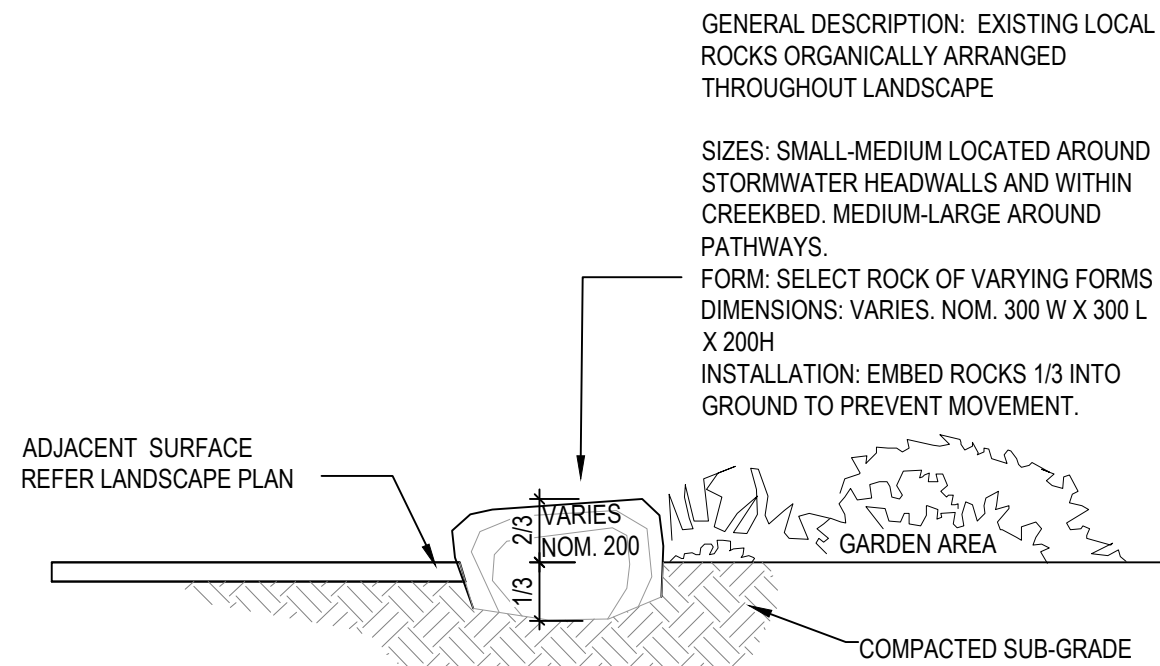 GENERAL DESCRIPTION: EXISTING LOCAL
ROCKS ORGANICALLY ARRANGED
THROUGHOUT LANDSCAPE
SIZES: SMALL-MEDIUM LOCATED AROUND
STORMWATER HEADWALLS AND WITHIN
CREEKBED. MEDIUM-LARGE AROUND
PATHWAYS.
FORM: SELECT ROCK OF VARYING FORMS
DIMENSIONS: VARIES. NOM. 300 W X 300 L
X 200H
INSTALLATION: EMBED ROCKS 1/3 INTO
GROUND TO PREVENT MOVEMENT.
ADJACENT SURFACE
REFER LANDSCAPE PLAN
2/3
VARIES
NOM. 200
1/3
GARDEN AREA
COMPACTED SUB-GRADE